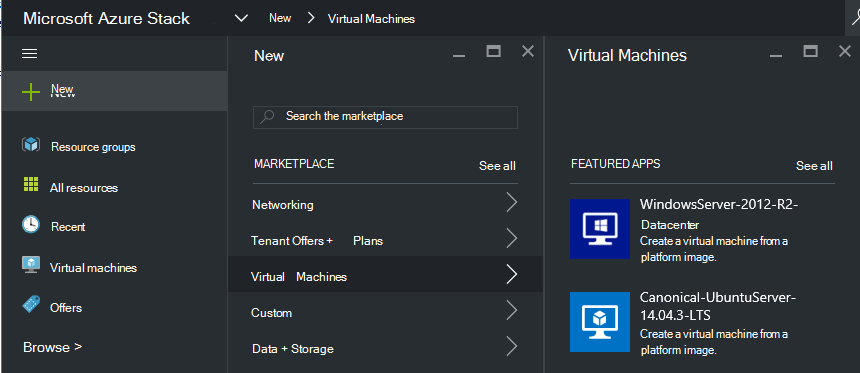 Microsoft Azure Stack
New
Virtual Machines
New
Resource groups
All resources
Recent
Virtual machines
Offers
Browse >
New
Search the marketplace
MARKETPLACE
See all
Networking
Tenant Offers + Plans
Virtual Machines
Custom
Data + Storage
Virtual Machines
FEATURED APPS
See all
WindowsServer-2012-R2-
Datacenter
Create a virtual machine from a
platform image.
Canonical-UbuntuServer-
14.04.3-LTS
Create a virtual machine from a
platform image.